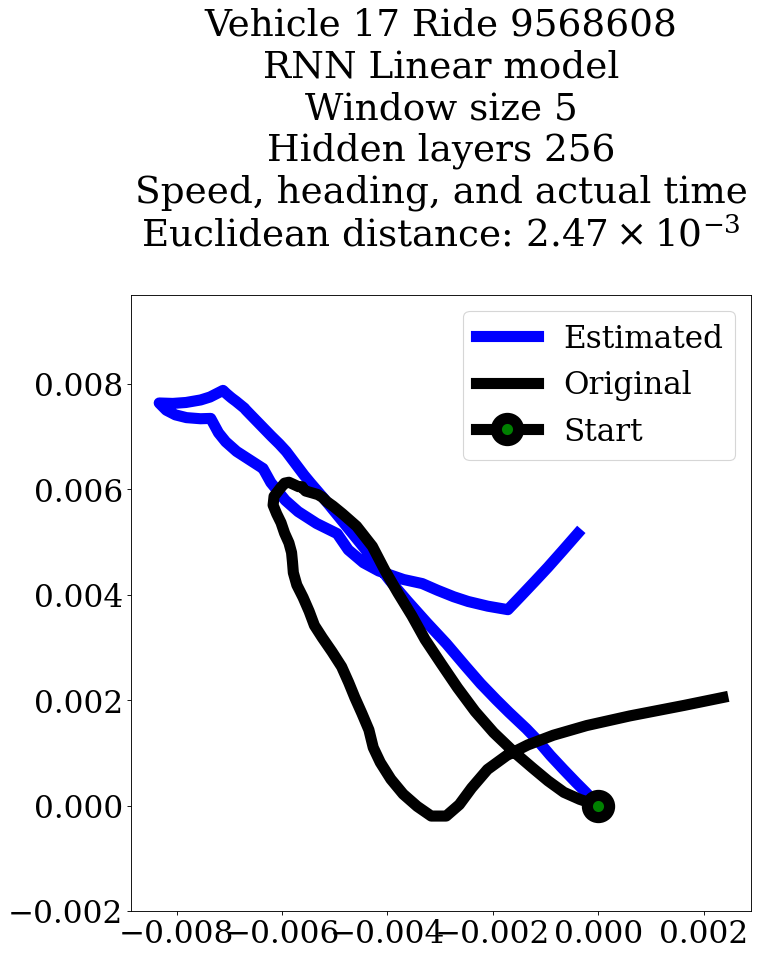 Vehicle 17 Ride 9568608
RNN Linear model
Window size 5
Hidden layers 256
Speed, heading, and actual time
Euclidean distance: 2.47 × 10⁻³
Estimated
Original
Start
0.008
0.006
0.004
0.002
0.000
−0.002
−0.008 −0.006 −0.004 −0.002 0.000 0.002